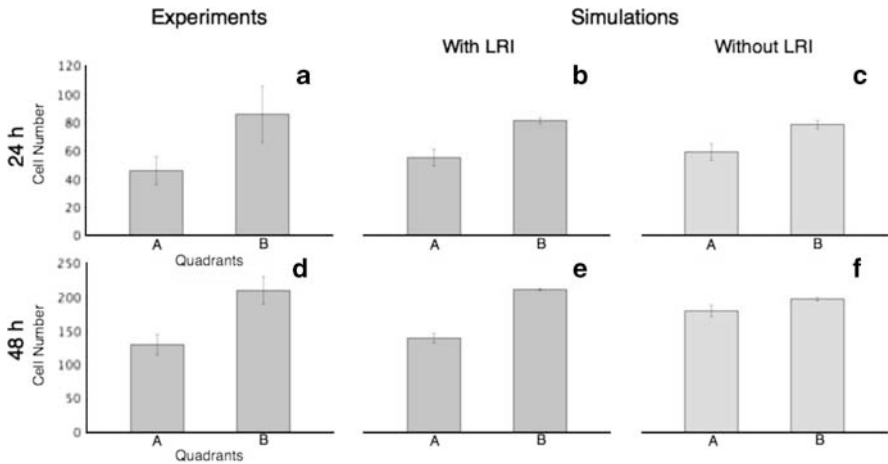 Experiments
Simulations
With LRI
Without LRI
24 h
Cell Number
120
100
80
60
40
20
0
a
b
c
A
B
A
B
A
B
Quadrants
48 h
Cell Number
250
200
150
100
50
0
d
e
f
A
B
A
B
A
B
Quadrants